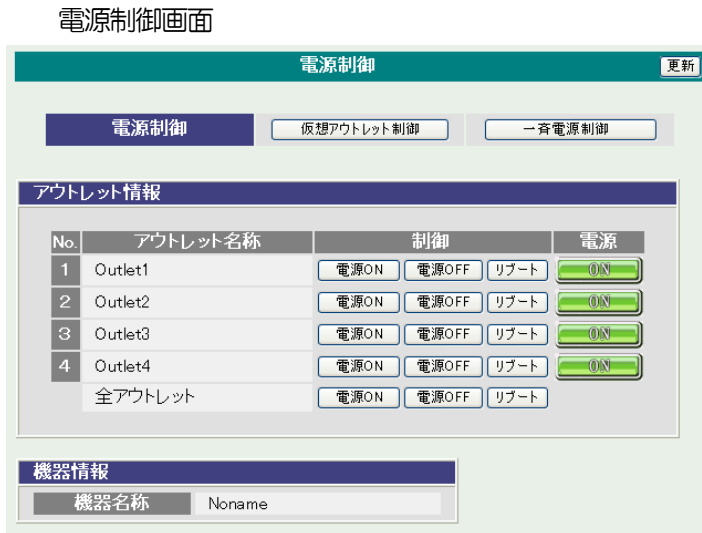 電源制御画面
電源制御 更新
電源制御 仮想アウトレット制御 一斉電源制御
アウトレット情報
No. アウトレット名称 制御 電源
1 Outlet1 電源ON 電源OFF リブート ON
2 Outlet2 電源ON 電源OFF リブート ON
3 Outlet3 電源ON 電源OFF リブート ON
4 Outlet4 電源ON 電源OFF リブート ON
全アウトレット 電源ON 電源OFF リブート
機器情報
機器名称 Noname